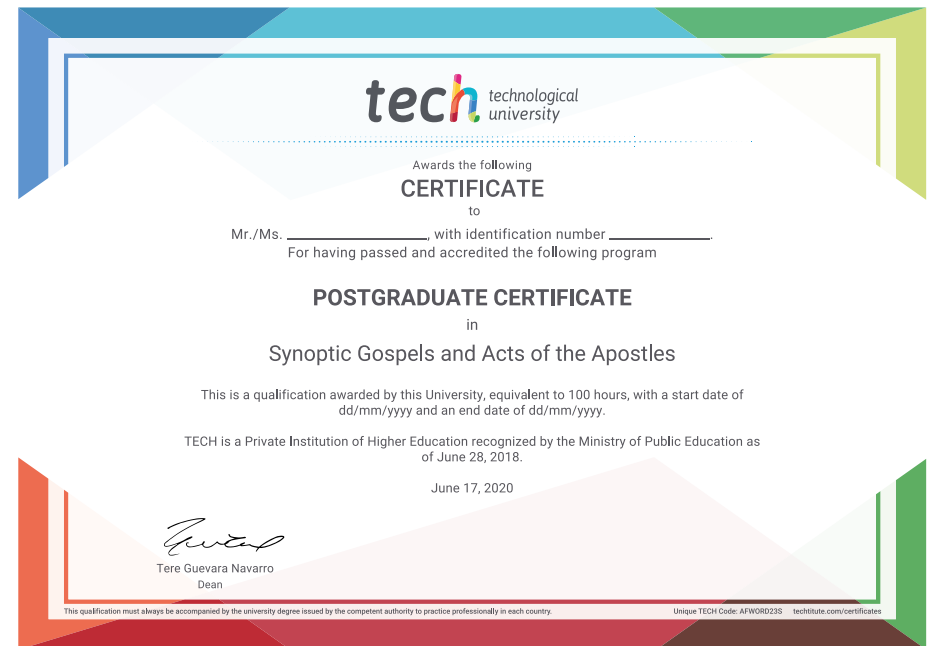 tech technological
university
Awards the following
CERTIFICATE
to
Mr./Ms. ____________________, with identification number ______________.
For having passed and accredited the following program
POSTGRADUATE CERTIFICATE
in
Synoptic Gospels and Acts of the Apostles
This is a qualification awarded by this University, equivalent to 100 hours, with a start date of
dd/mm/yyyy and an end date of dd/mm/yyyy.
TECH is a Private Institution of Higher Education recognized by the Ministry of Public Education as
of June 28, 2018.
June 17, 2020
Tere Guevara Navarro
Dean
This qualification must always be accompanied by the university degree issued by the competent authority to practice professionally in each country. Unique TECH Code: AFWORD23S techtitute.com/certificates